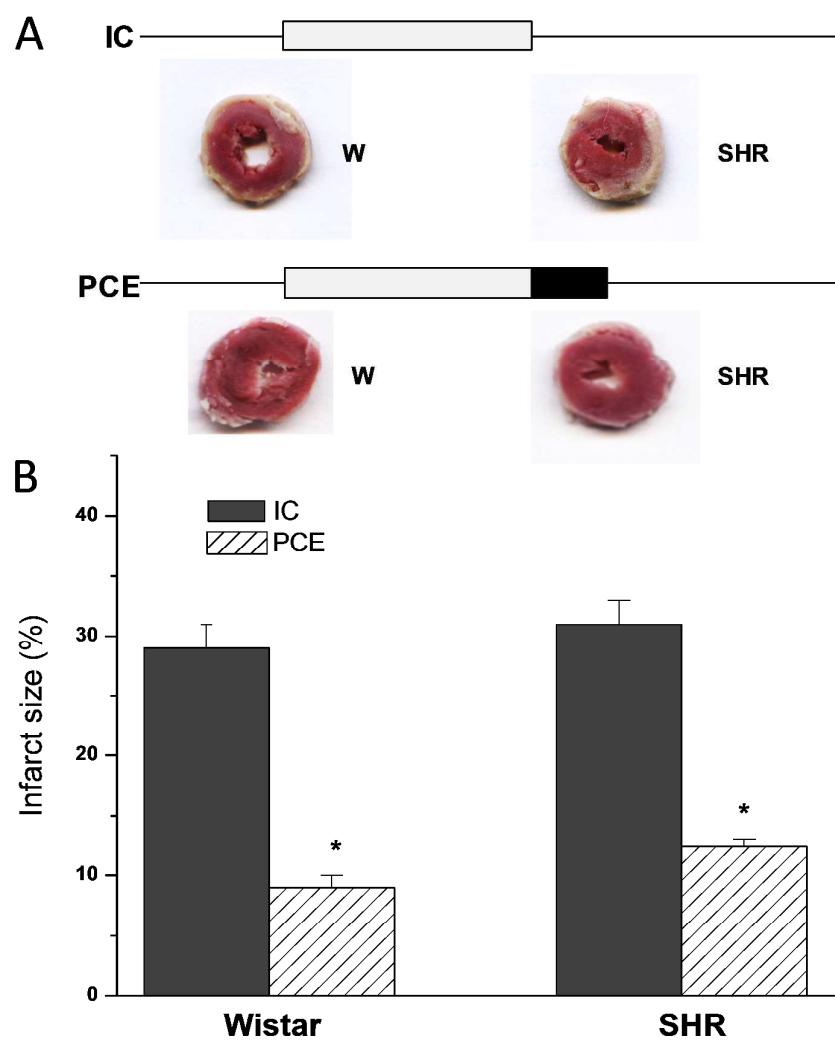 A
IC
W
SHR
PCE
W
SHR
B
IC
PCE
Infarct size (%)
40
30
20
10
0
*
*
Wistar
SHR